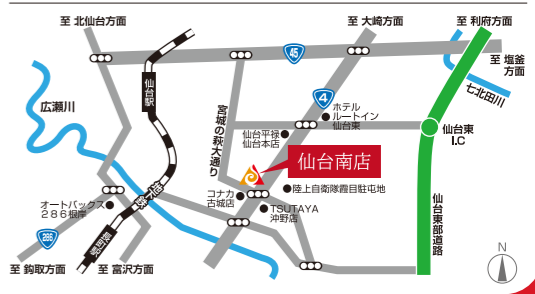 至 北仙台方面
至 大崎方面
至 利府方面
45
至 塩釜
方面
仙台駅
広瀬川
4
七北田川
宮城の萩大通り
ホテル
ルートイン
仙台東
仙台平禄
仙台本店
仙台東
I.C
仙台南店
コナカ
古城店
陸上自衛隊霞目駐屯地
TSUTAYA
沖野店
オートバックス
286根岸
仙台東部道路
286
N
至 鈎取方面
至 富沢方面